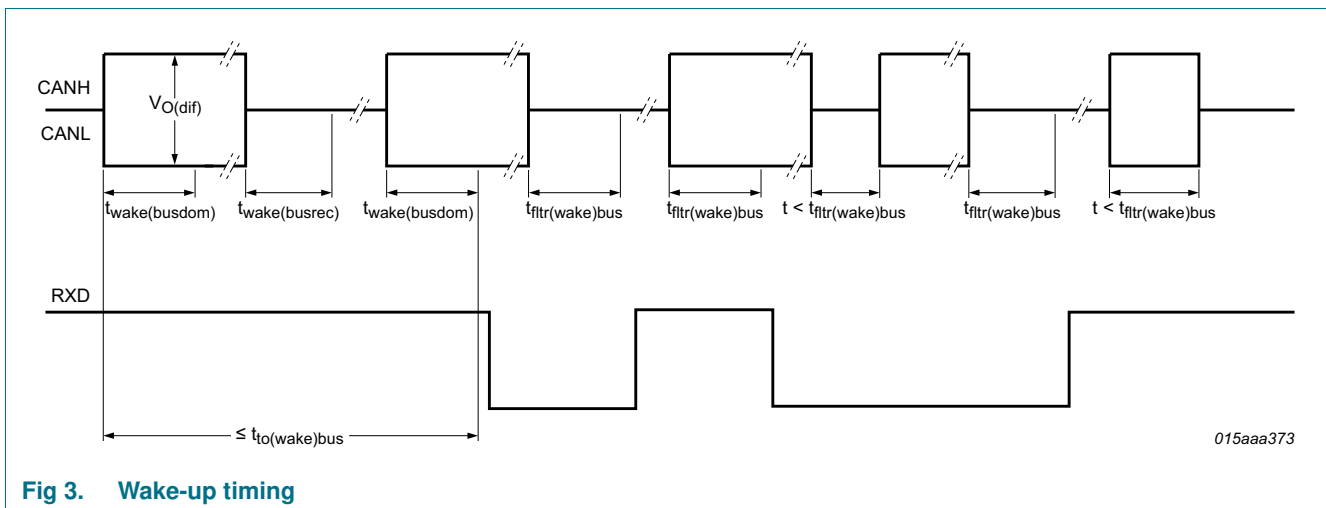 CANH
VO(dif)
CANL
twake(busdom)
twake(busrec)
twake(busdom)
tfltr(wake)bus
tfltr(wake)bus
t < tfltr(wake)bus
tfltr(wake)bus
t < tfltr(wake)bus
RXD
≤ tto(wake)bus
015aaa373
Fig 3. Wake-up timing